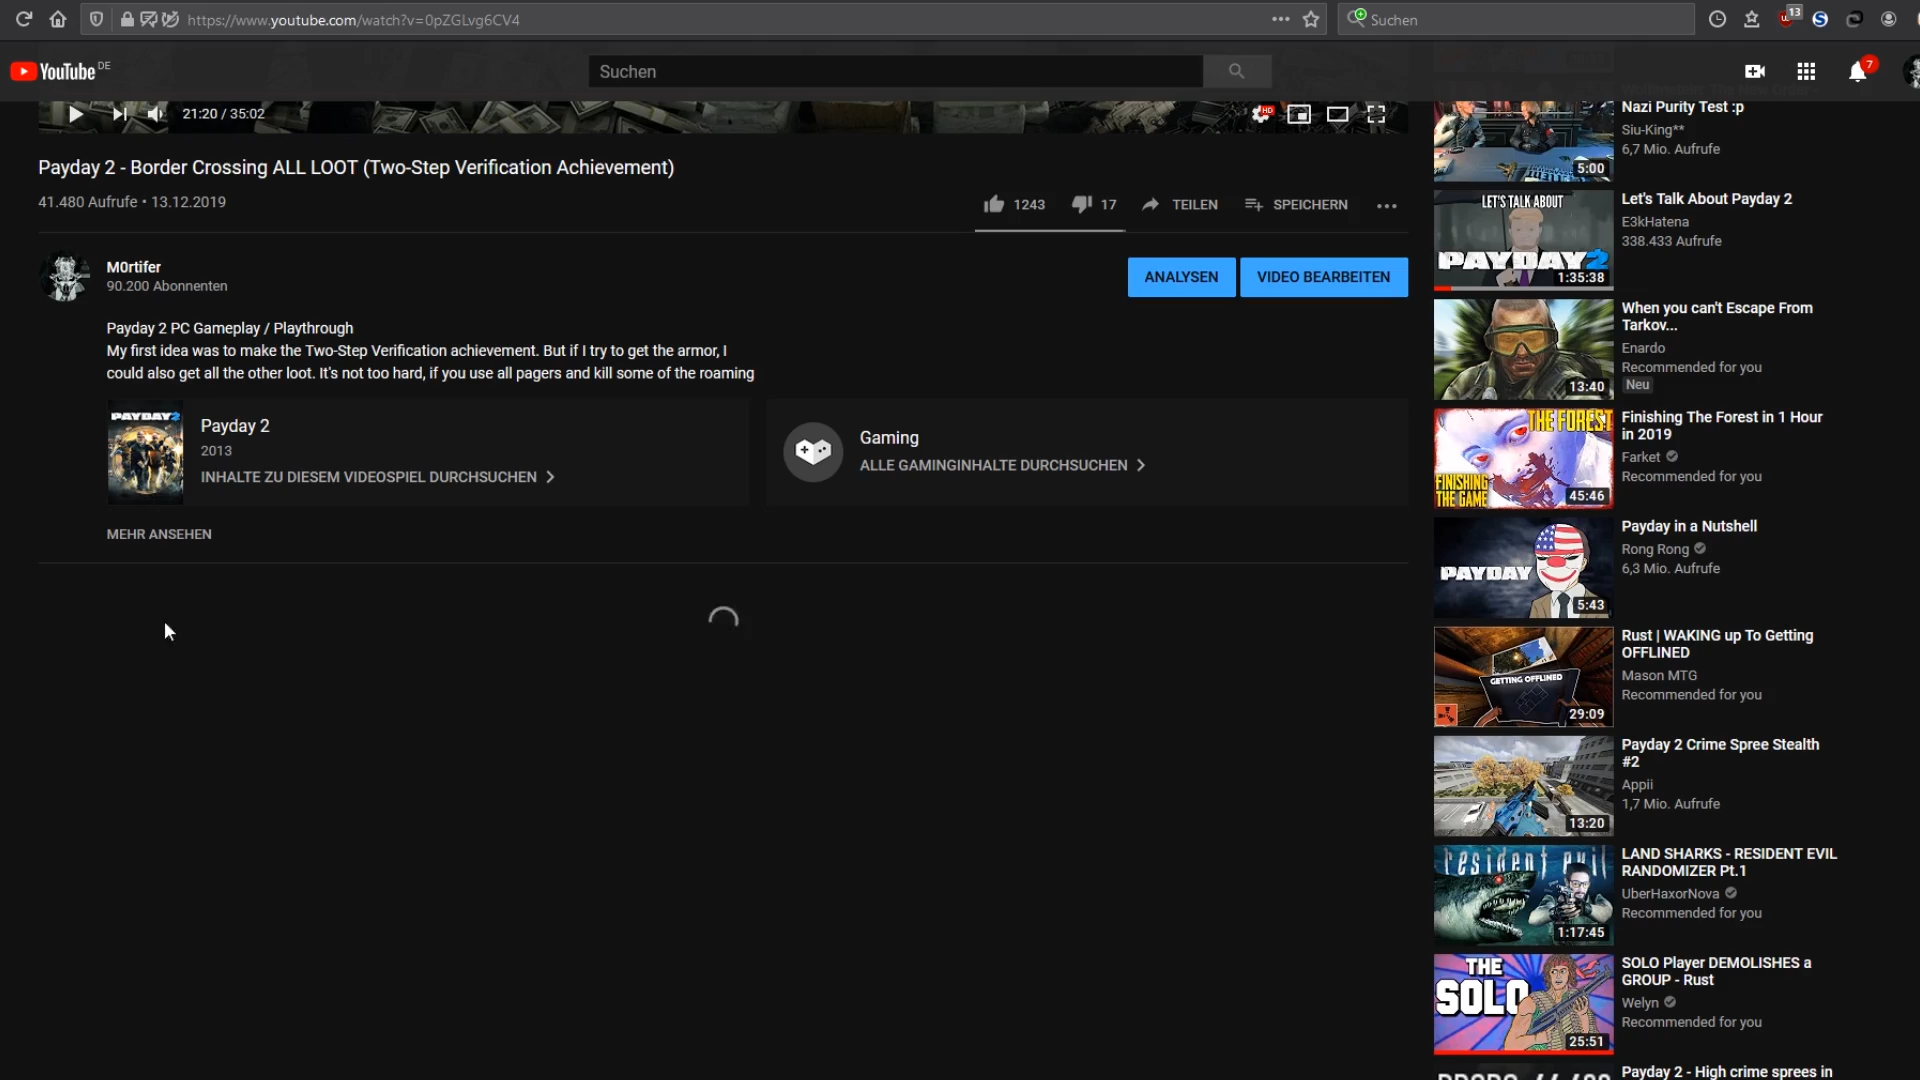 https://www.youtube.com/watch?v=0pZGLvg6CV4
Suchen
13
YouTube DE
Suchen
7
21:20 / 35:02
HD
Payday 2 - Border Crossing ALL LOOT (Two-Step Verification Achievement)
41.480 Aufrufe • 13.12.2019
1243
17
TEILEN
SPEICHERN
M0rtifer
90.200 Abonnenten
ANALYSEN
VIDEO BEARBEITEN
Payday 2 PC Gameplay / Playthrough
My first idea was to make the Two-Step Verification achievement. But if I try to get the armor, I
could also get all the other loot. It's not too hard, if you use all pagers and kill some of the roaming
PAYDAY2
Payday 2
2013
INHALTE ZU DIESEM VIDEOSPIEL DURCHSUCHEN
Gaming
ALLE GAMINGINHALTE DURCHSUCHEN
MEHR ANSEHEN
Nazi Purity Test :p
Siu-King**
6,7 Mio. Aufrufe
5:00
LET'S TALK ABOUT
PAYDAY2
1:35:38
Let's Talk About Payday 2
E3kHatena
338.433 Aufrufe
13:40
When you can't Escape From
Tarkov...
Enardo
Recommended for you
Neu
THE FOREST
FINISHING
THE GAME
45:46
Finishing The Forest in 1 Hour
in 2019
Farket
Recommended for you
PAYDAY
5:43
Payday in a Nutshell
Rong Rong
6,3 Mio. Aufrufe
GETTING OFFLINED
29:09
Rust | WAKING up To Getting
OFFLINED
Mason MTG
Recommended for you
13:20
Payday 2 Crime Spree Stealth
#2
Appii
1,7 Mio. Aufrufe
resident evil
1:17:45
LAND SHARKS - RESIDENT EVIL
RANDOMIZER Pt.1
UberHaxorNova
Recommended for you
THE
SOLO
25:51
SOLO Player DEMOLISHES a
GROUP - Rust
Welyn
Recommended for you
Payday 2 - High crime sprees in